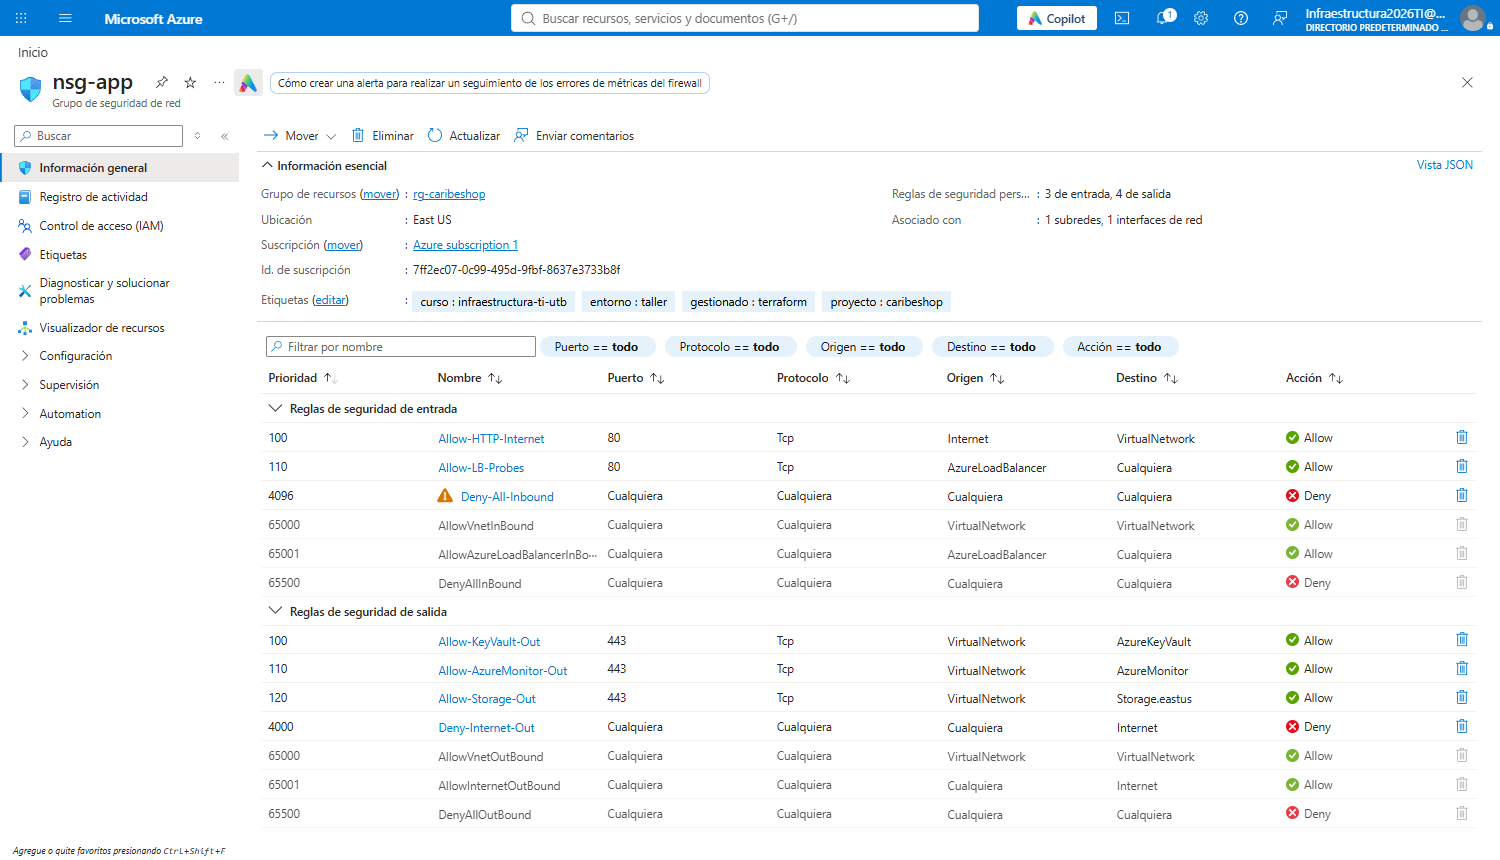 Microsoft Azure
Buscar recursos, servicios y documentos (G+/)
Copilot
1
Infraestructura2026TI@...
DIRECTORIO PREDETERMINADO ...
Inicio
nsg-app
...
Cómo crear una alerta para realizar un seguimiento de los errores de métricas del firewall
Grupo de seguridad de red
Buscar
Información general
Registro de actividad
Control de acceso (IAM)
Etiquetas
Diagnosticar y solucionar
problemas
Visualizador de recursos
Configuración
Supervisión
Automation
Ayuda
Mover Eliminar Actualizar Enviar comentarios
Información esencial
Vista JSON
Grupo de recursos (mover) : rg-caribeshop
Ubicación : East US
Suscripción (mover) : Azure subscription 1
Id. de suscripción : 7ff2ec07-0c99-495d-9fbf-8637e3733b8f
Reglas de seguridad pers... : 3 de entrada, 4 de salida
Asociado con : 1 subredes, 1 interfaces de red
Etiquetas (editar) : curso : infraestructura-ti-utb entorno : taller gestionado : terraform proyecto : caribeshop
Filtrar por nombre Puerto == todo Protocolo == todo Origen == todo Destino == todo Acción == todo
Prioridad Nombre Puerto Protocolo Origen Destino Acción
Reglas de seguridad de entrada
100 Allow-HTTP-Internet 80 Tcp Internet VirtualNetwork Allow
110 Allow-LB-Probes 80 Tcp AzureLoadBalancer Cualquiera Allow
4096 Deny-All-Inbound Cualquiera Cualquiera Cualquiera Cualquiera Deny
65000 AllowVnetInBound Cualquiera Cualquiera VirtualNetwork VirtualNetwork Allow
65001 AllowAzureLoadBalancerInBo... Cualquiera Cualquiera AzureLoadBalancer Cualquiera Allow
65500 DenyAllInBound Cualquiera Cualquiera Cualquiera Cualquiera Deny
Reglas de seguridad de salida
100 Allow-KeyVault-Out 443 Tcp VirtualNetwork AzureKeyVault Allow
110 Allow-AzureMonitor-Out 443 Tcp VirtualNetwork AzureMonitor Allow
120 Allow-Storage-Out 443 Tcp VirtualNetwork Storage.eastus Allow
4000 Deny-Internet-Out Cualquiera Cualquiera Cualquiera Internet Deny
65000 AllowVnetOutBound Cualquiera Cualquiera VirtualNetwork VirtualNetwork Allow
65001 AllowInternetOutBound Cualquiera Cualquiera Cualquiera Internet Allow
65500 DenyAllOutBound Cualquiera Cualquiera Cualquiera Cualquiera Deny
Agregue o quite favoritos presionando Ctrl+Shift+F